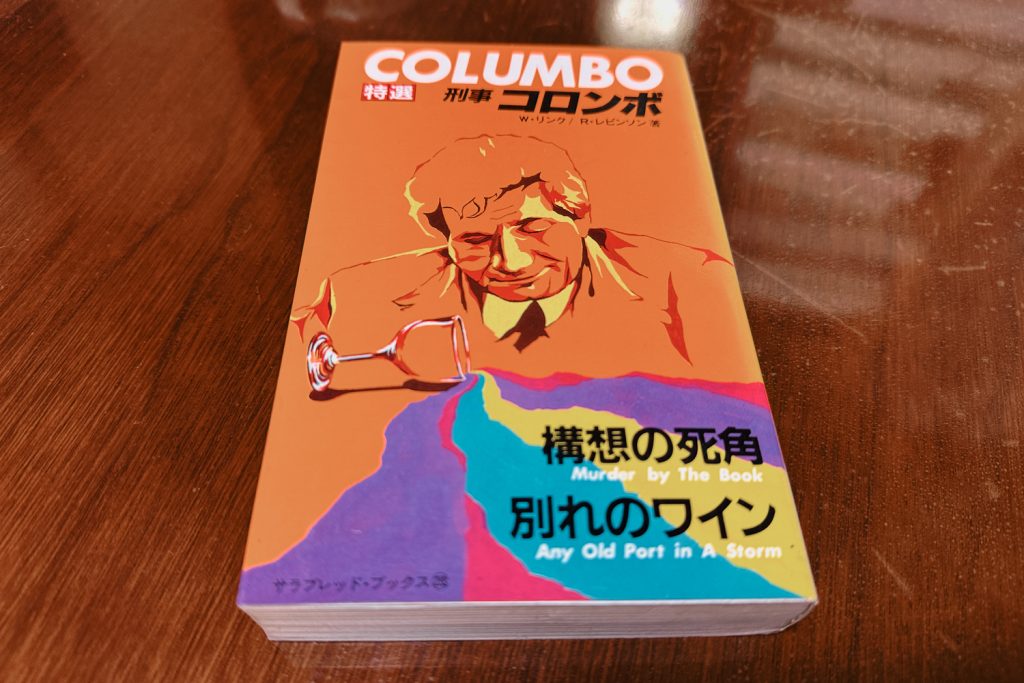 COLUMBO
特選 刑事 コロンボ
W・リンク / R・レビンソン 著
構想の死角
Murder by The Book
別れのワイン
Any Old Port in A Storm
サラブレッド・ブックス